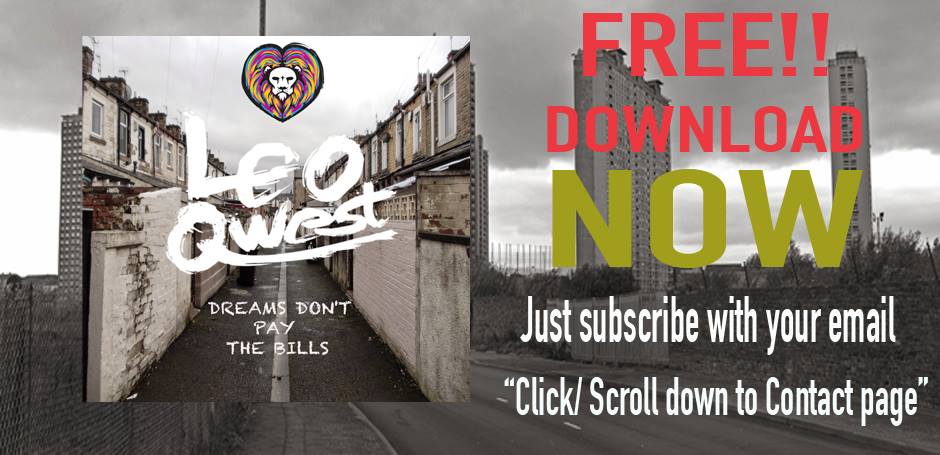 LEO
Qwest
DREAMS DON'T
PAY
THE BILLS
FREE!!
DOWNLOAD
NOW
Just subscribe with your email
“Click/ Scroll down to Contact page”